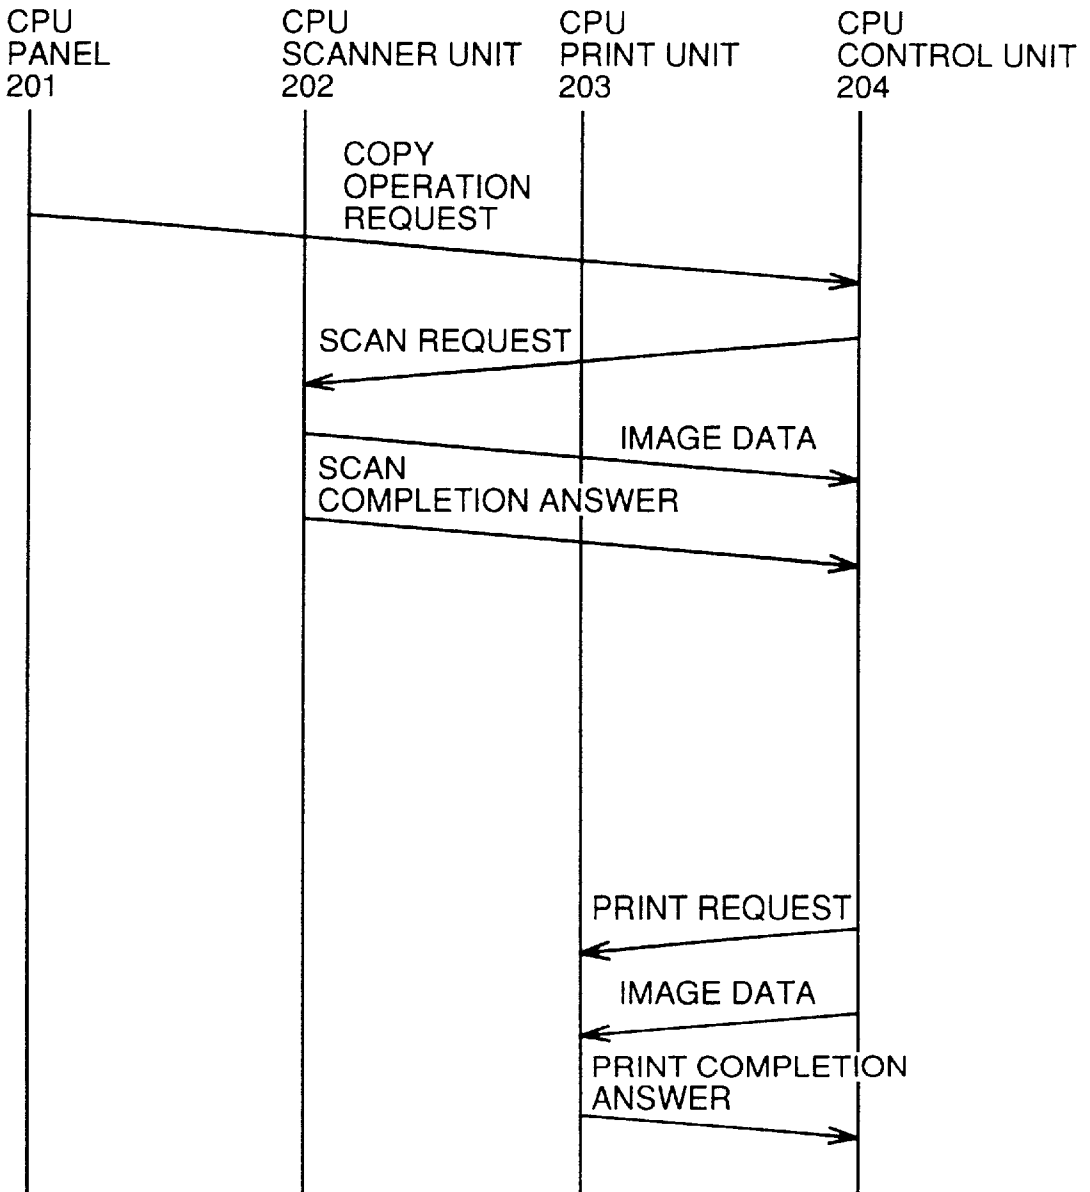 CPU
PANEL
201
CPU
SCANNER UNIT
202
CPU
PRINT UNIT
203
CPU
CONTROL UNIT
204
COPY
OPERATION
REQUEST
SCAN REQUEST
IMAGE DATA
SCAN
COMPLETION ANSWER
PRINT REQUEST
IMAGE DATA
PRINT COMPLETION
ANSWER